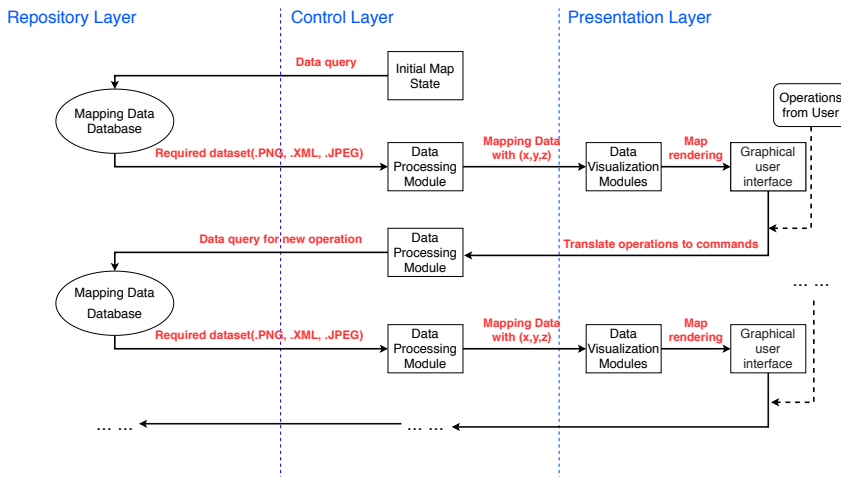 Repository Layer
Control Layer
Presentation Layer
Data query
Initial Map
State
Operations
from User
Mapping Data
Database
Required dataset(.PNG, .XML, .JPEG)
Data
Processing
Module
Mapping Data
with (x,y,z)
Data
Visualization
Modules
Map
rendering
Graphical
user
interface
Data query for new operation
Data
Processing
Module
Translate operations to commands
Mapping Data
Database
... ...
Required dataset(.PNG, .XML, .JPEG)
Data
Processing
Module
Mapping Data
with (x,y,z)
Data
Visualization
Modules
Map
rendering
Graphical
user
interface
... ...
... ...